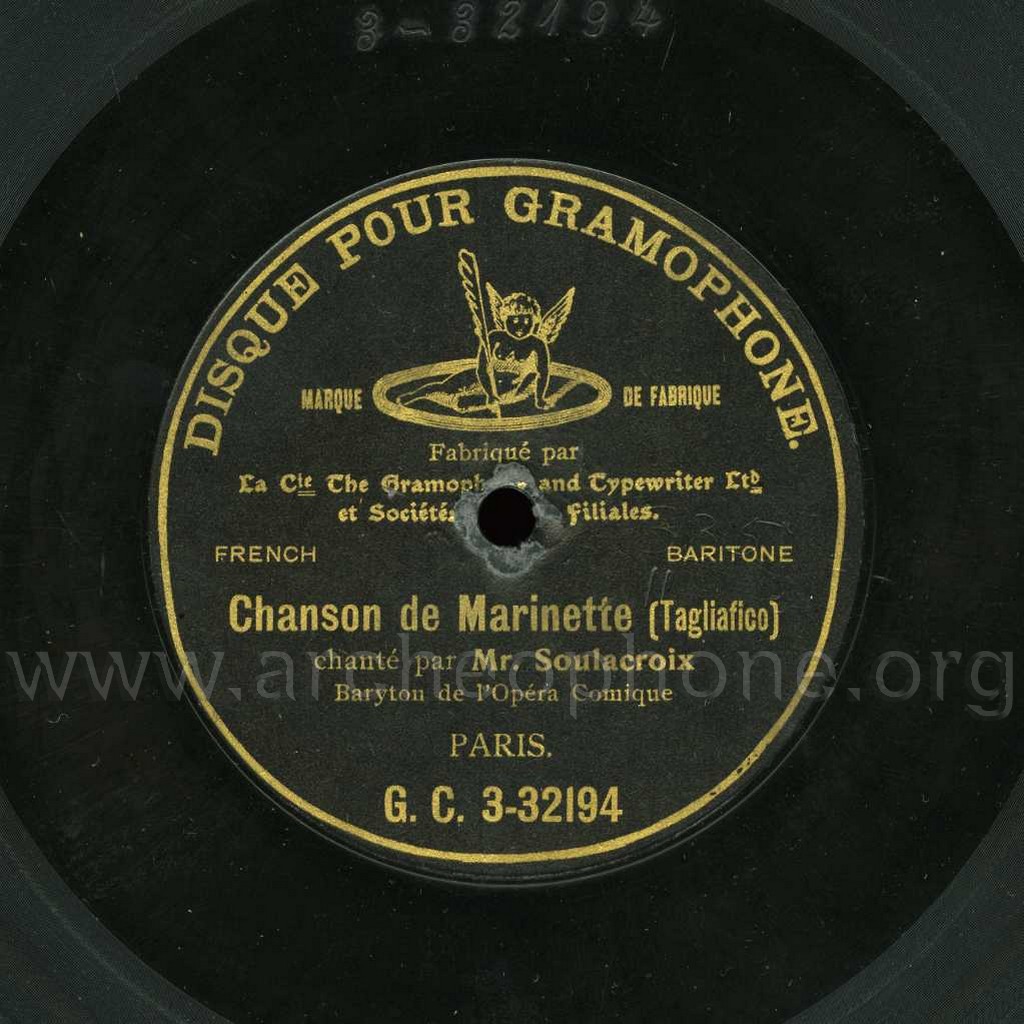 3-32194
DISQUE POUR GRAMOPHONE.
MARQUE DE FABRIQUE
Fabriqué par
La Cie The and Typewriter Ltd
et Filiales.
FRENCH BARITONE
Chanson de Marinette (Tagliafico)
chanté par Mr. Soulacroix
www.archeophone.org
Baryton de l'Opéra Comique
PARIS.
G. C. 3-32194